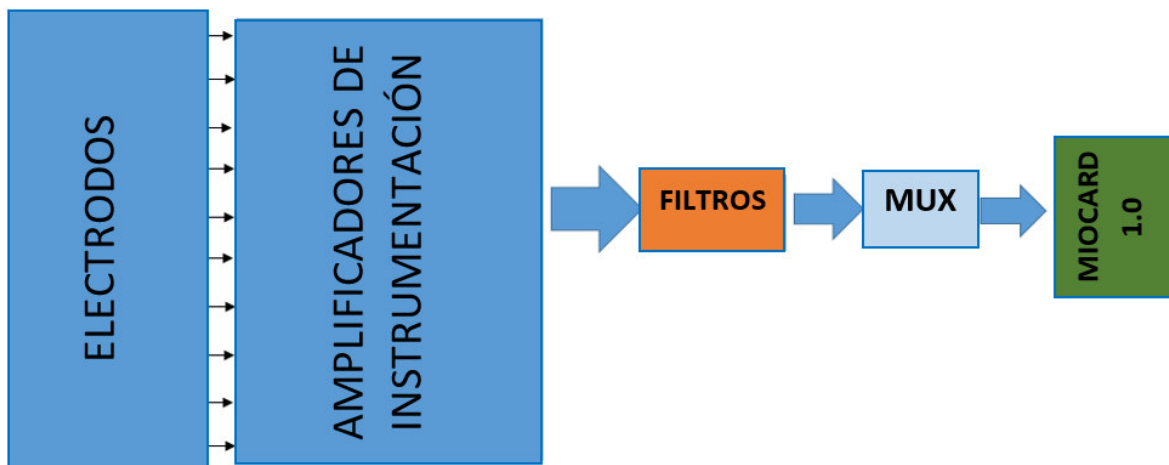 ELECTRODOS
AMPLIFICADORES DE
INSTRUMENTACIÓN
FILTROS
MUX
MIOCARD
1.0